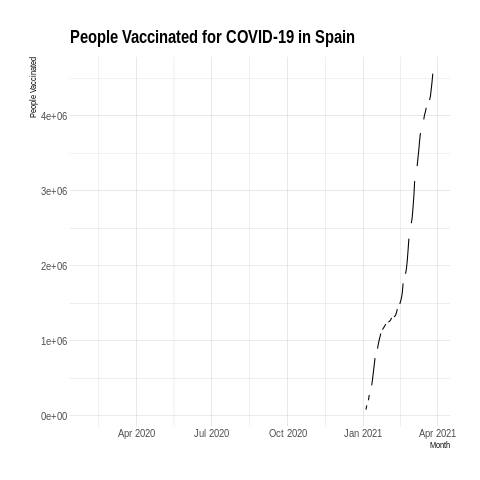 People Vaccinated for COVID-19 in Spain
People Vaccinated
4e+06
3e+06
2e+06
1e+06
0e+00
Apr 2020 Jul 2020 Oct 2020 Jan 2021 Apr 2021
Month